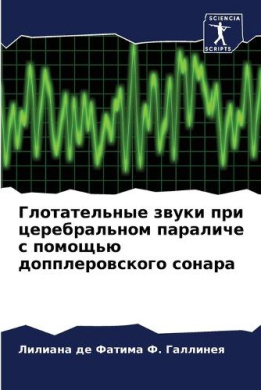 SCIENCIA
SCRIPTS
Глотательные звуки при
церебральном параличе
с помощью
допплеровского сонара
Лилиана де Фатима Ф. Галлинея